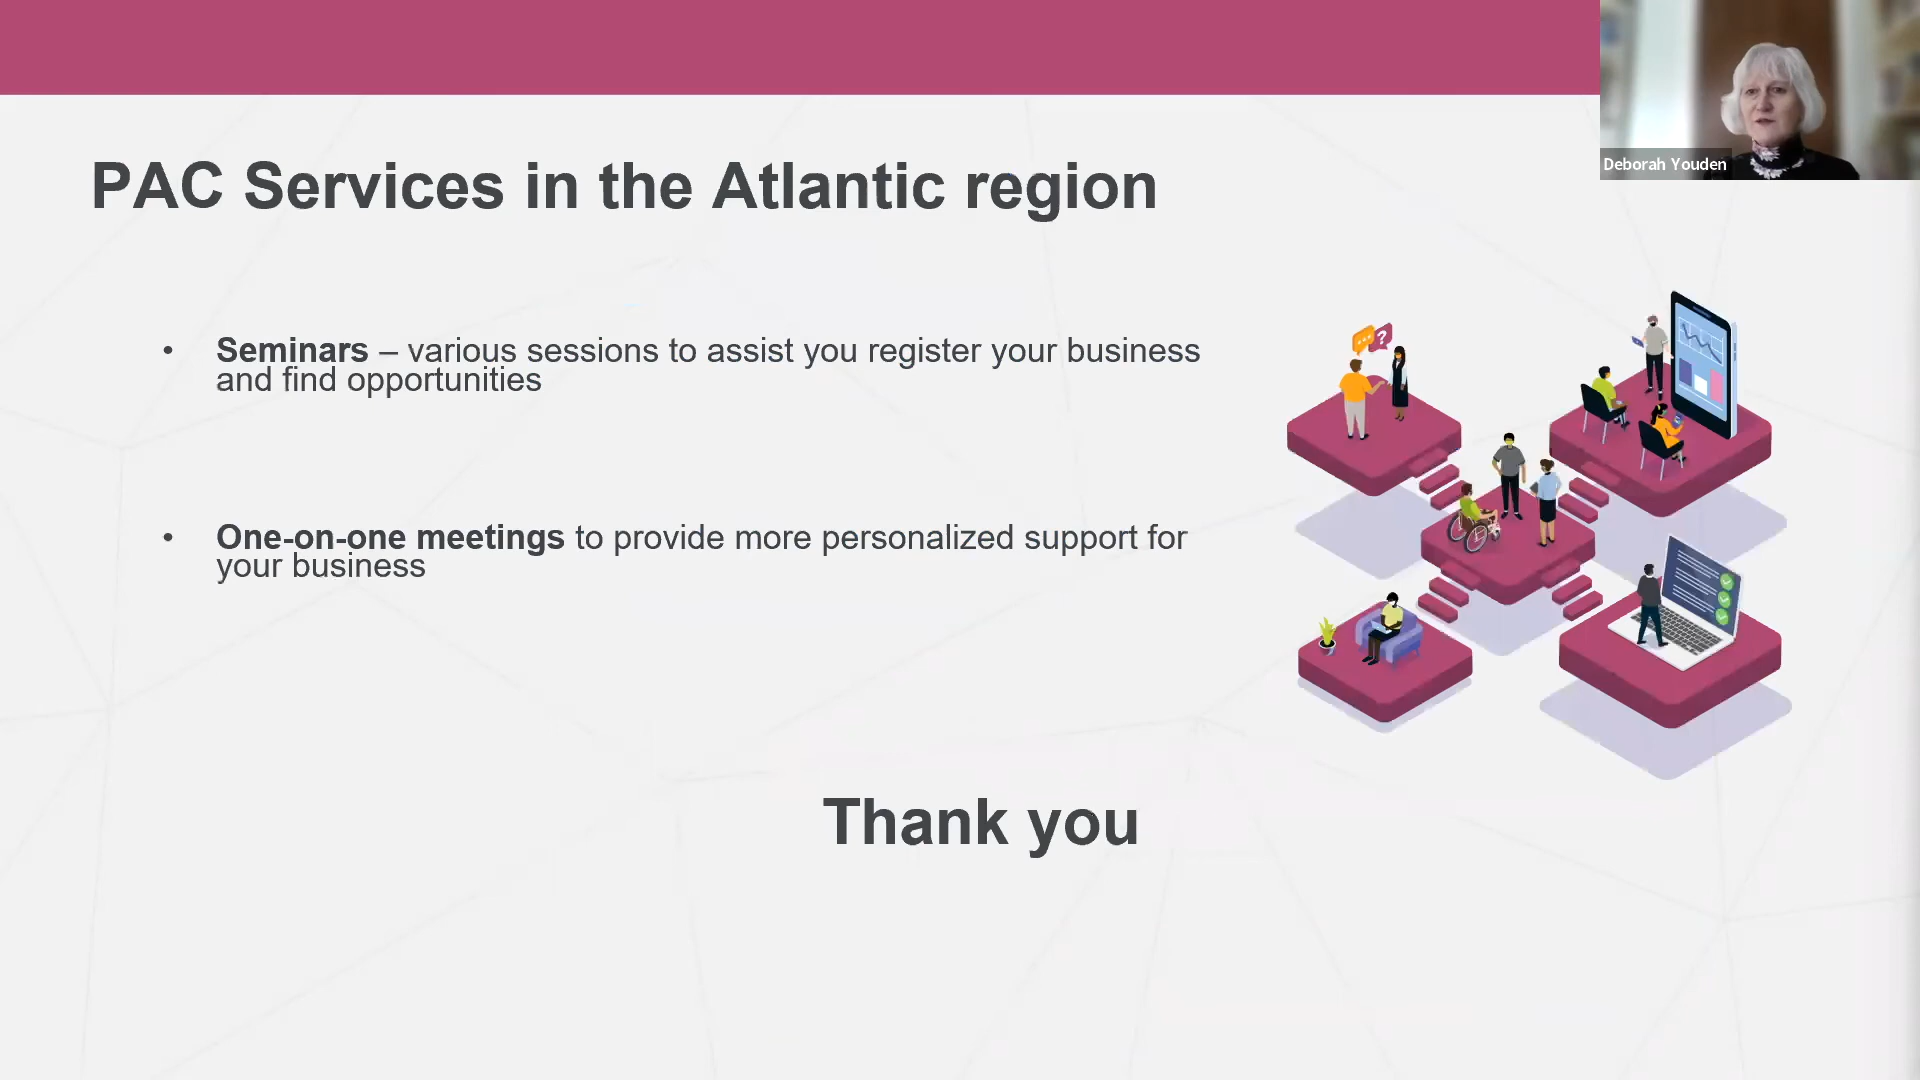 Deborah Youden
PAC Services in the Atlantic region
• Seminars – various sessions to assist you register your business
and find opportunities
• One-on-one meetings to provide more personalized support for
your business
?
Thank you